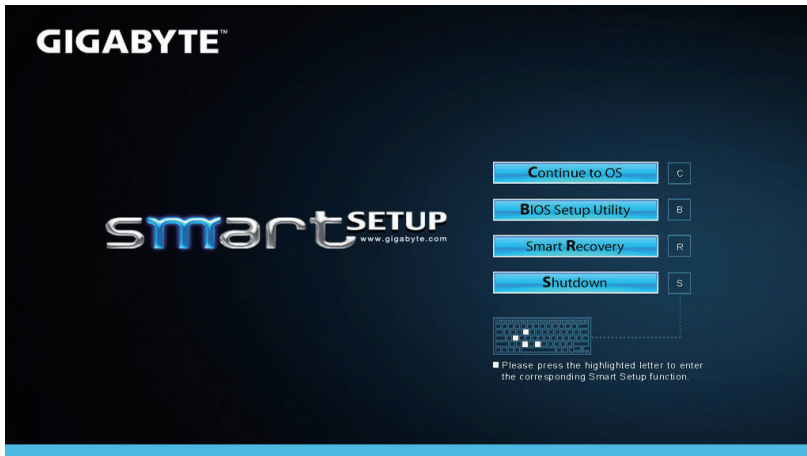 GIGABYTE™
Continue to OS
C
BIOS Setup Utility
B
Smart Recovery
R
Shutdown
S
smart SETUP
www.gigabyte.com
Please press the highlighted letter to enter
the corresponding Smart Setup function.